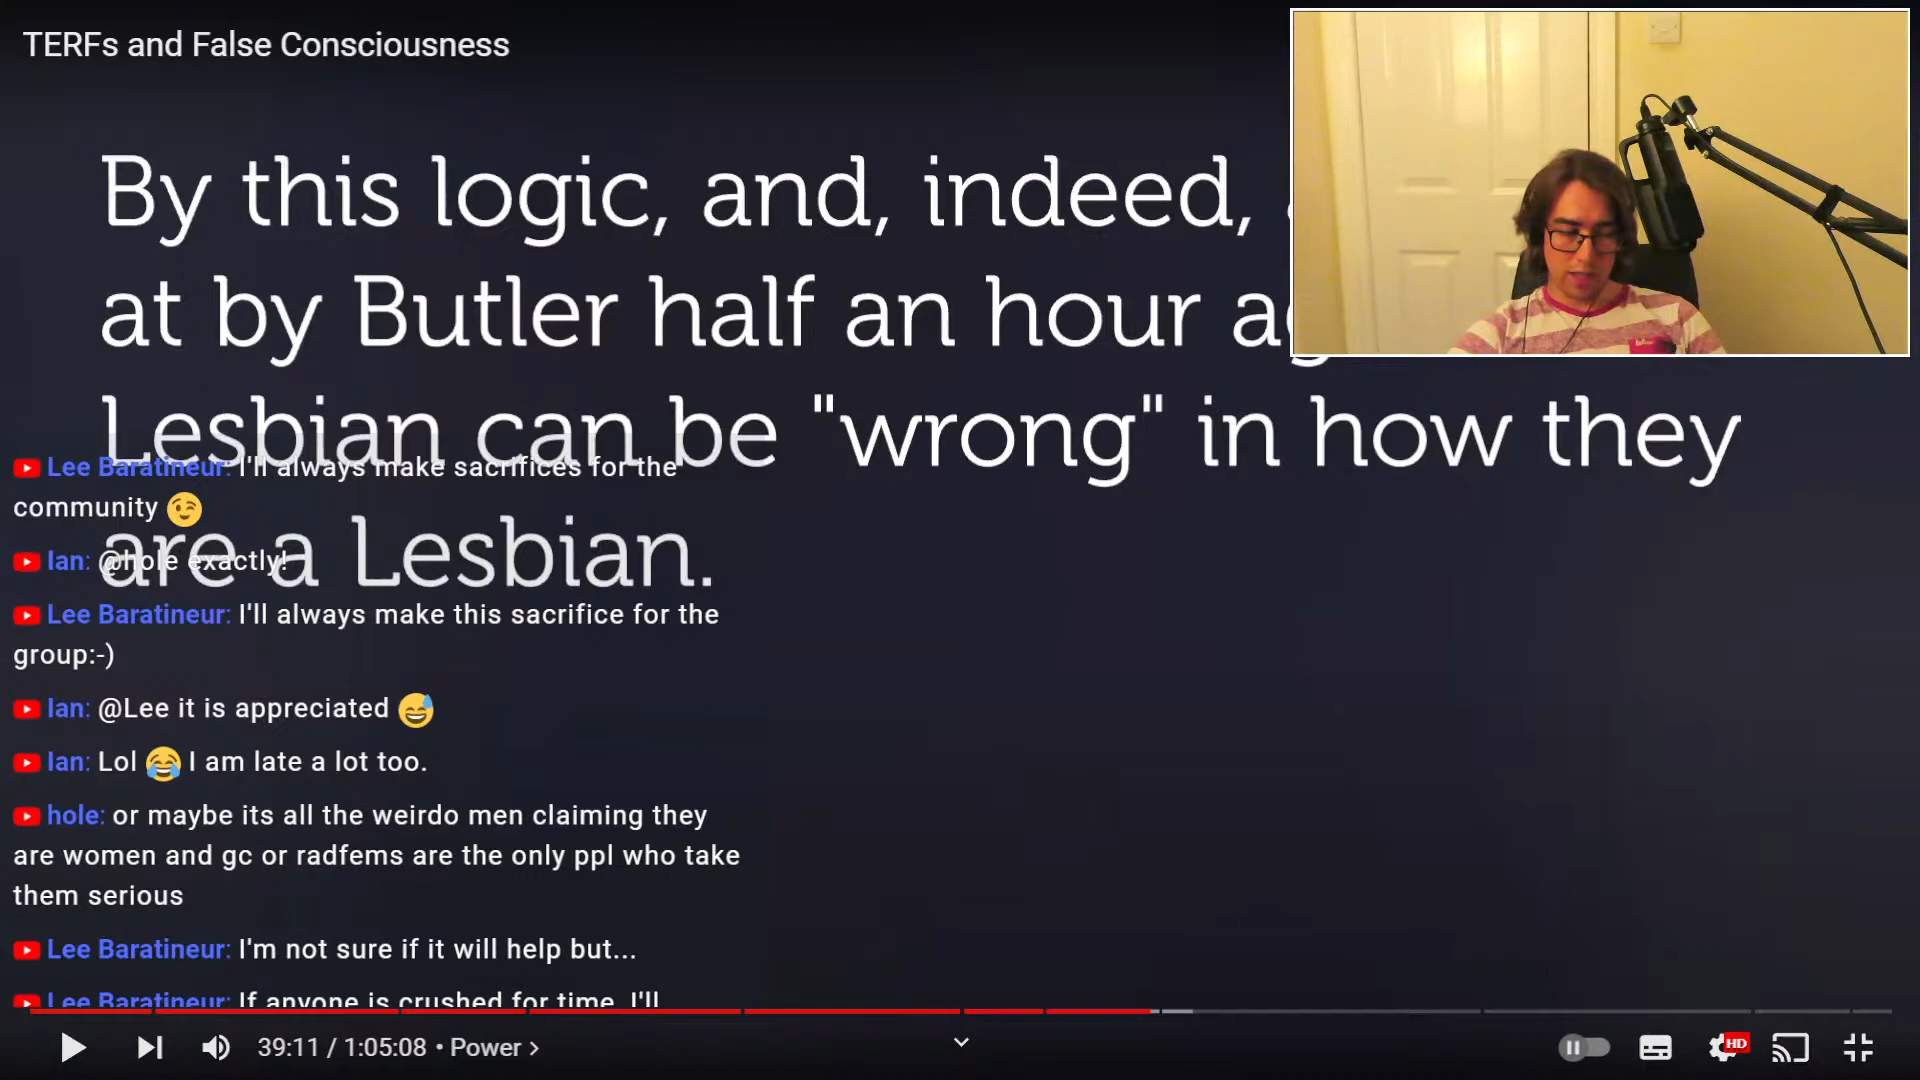 TERFs and False Consciousness
By this logic, and, indeed,
at by Butler half an hour
Lesbian can be "wrong" in how they
are a Lesbian.
Lee Baratineur: I'll always make sacrifices for the
community 😉
Ian: @hole exactly!
Lee Baratineur: I'll always make this sacrifice for the
group:-)
Ian: @Lee it is appreciated 😅
Ian: Lol 😂 I am late a lot too.
hole: or maybe its all the weirdo men claiming they
are women and gc or radfems are the only ppl who take
them serious
Lee Baratineur: I'm not sure if it will help but...
Lee Baratineur: If anyone is crushed for time, I'll
39:11 / 1:05:08 • Power >
HD